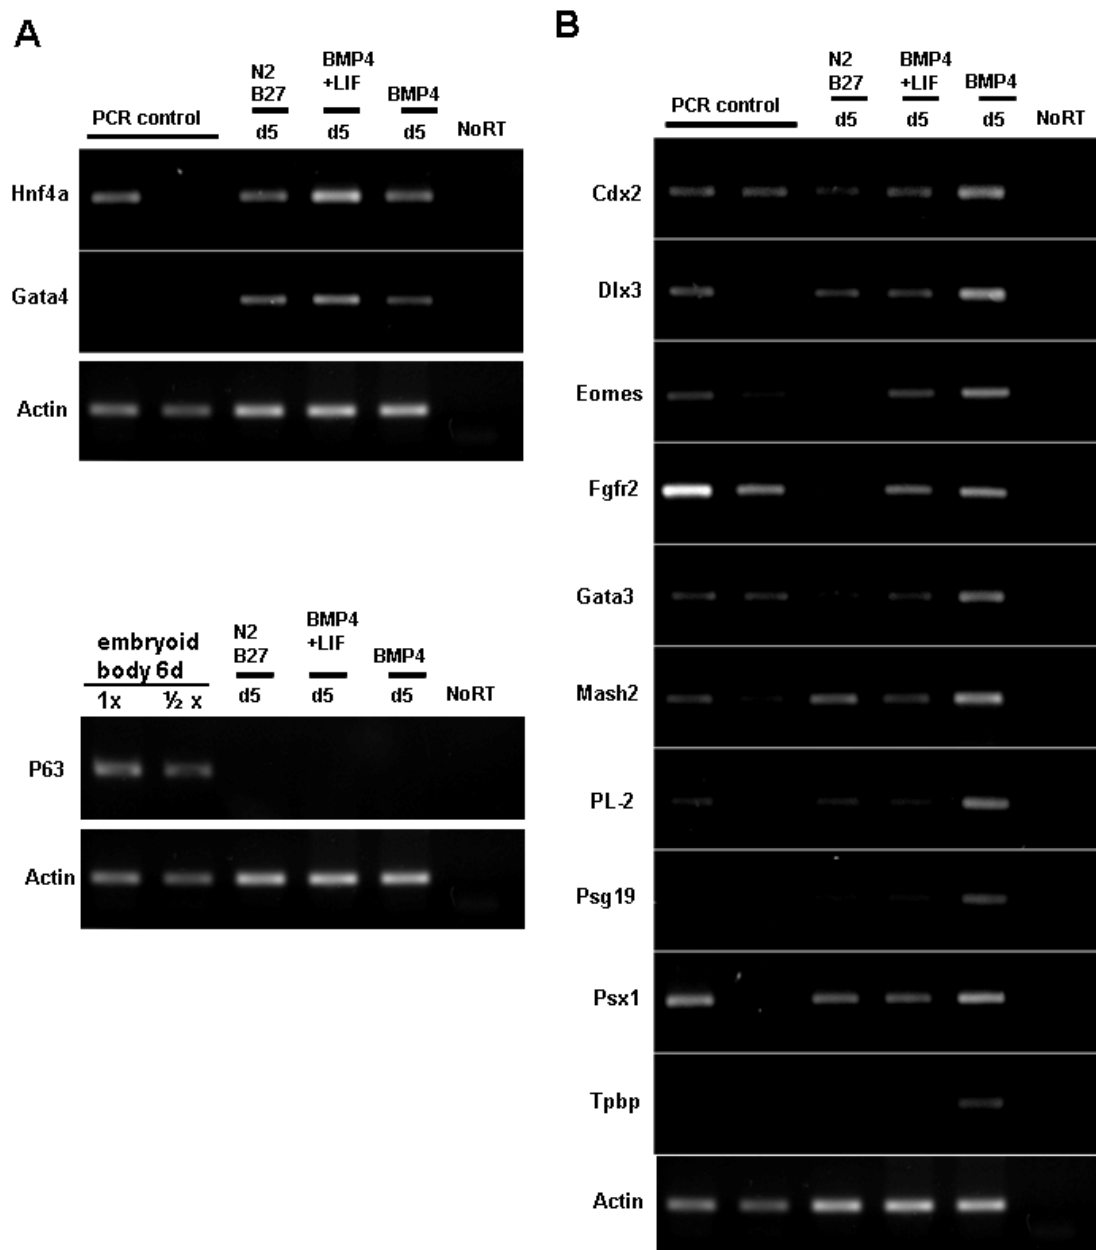 A
N2
B27
BMP4
+LIF
BMP4
PCR control
d5
d5
d5
NoRT
Hnf4a
Gata4
Actin
embryoid
body 6d
N2
B27
BMP4
+LIF
BMP4
1x
½ x
d5
d5
d5
NoRT
P63
Actin
B
N2
B27
BMP4
+LIF
BMP4
PCR control
d5
d5
d5
NoRT
Cdx2
Dlx3
Eomes
Fgfr2
Gata3
Mash2
PL-2
Psg19
Psx1
Tpbp
Actin